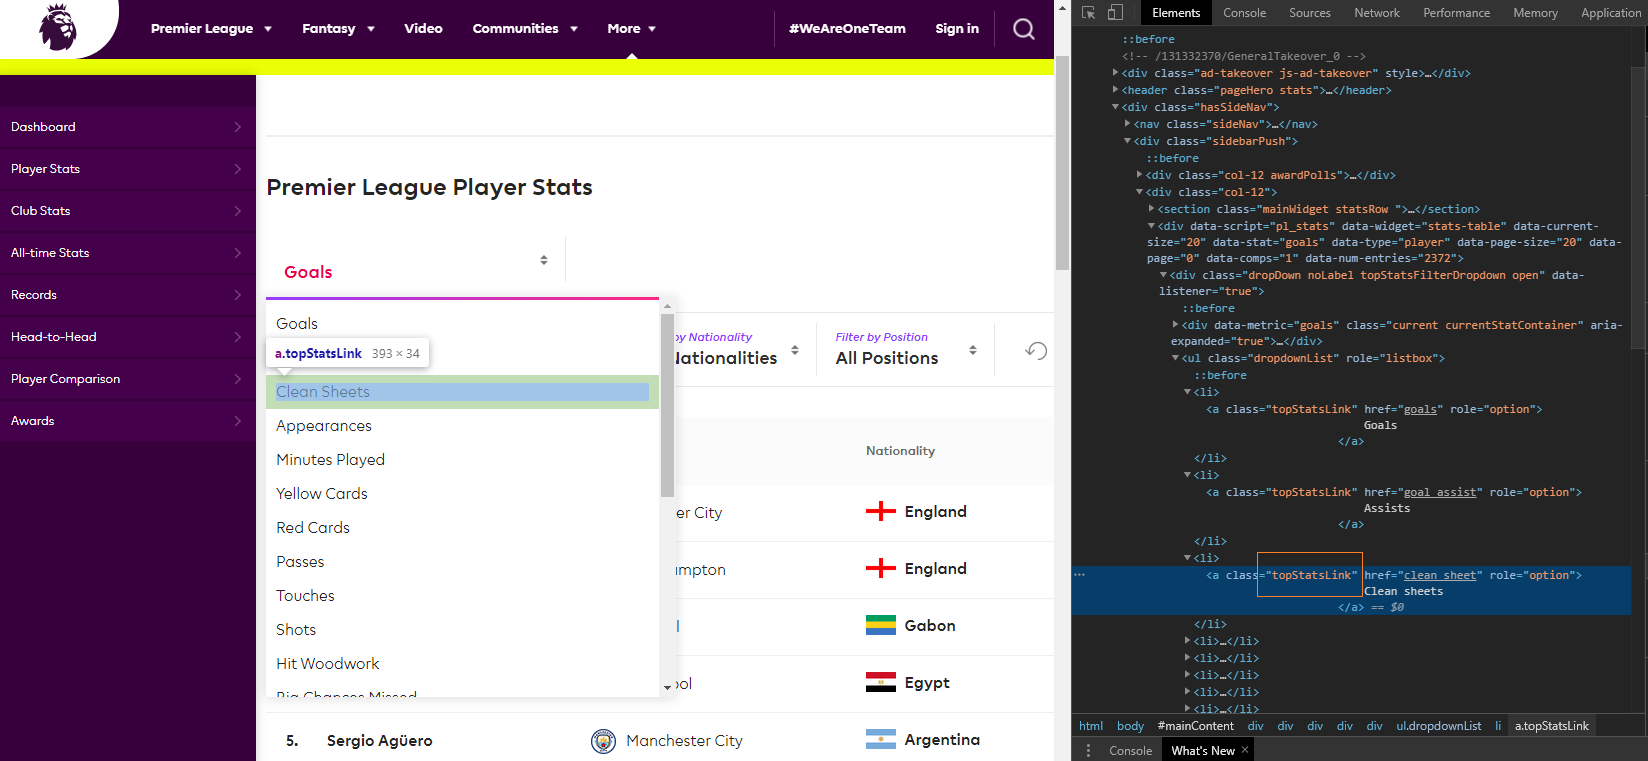 Premier League
Fantasy
Video
Communities
More
#WeAreOneTeam
Sign in
Dashboard
Player Stats
Club Stats
All-time Stats
Records
Head-to-Head
Player Comparison
Awards
Premier League Player Stats
Goals
Goals
a.topStatsLink 393 × 34
Clean Sheets
Appearances
Minutes Played
Yellow Cards
Red Cards
Passes
Touches
Shots
Hit Woodwork
Big Chances Missed
by Nationality
Nationalities
Filter by Position
All Positions
Nationality
er City
England
mpton
England
Gabon
ool
Egypt
5. Sergio Agüero Manchester City Argentina
Elements Console Sources Network Performance Memory Application
::before
<!-- /131332370/GeneralTakeover_0 -->
<div class="ad-takeover js-ad-takeover" style>…</div>
<header class="pageHero stats">…</header>
<div class="hasSideNav">
<nav class="sideNav">…</nav>
<div class="sidebarPush">
::before
<div class="col-12 awardPolls">…</div>
<div class="col-12">
<section class="mainWidget statsRow ">…</section>
<div data-script="pl_stats" data-widget="stats-table" data-current-
size="20" data-stat="goals" data-type="player" data-page-size="20" data-
page="0" data-comps="1" data-num-entries="2372">
<div class="dropDown noLabel topStatsFilterDropdown open" data-
listener="true">
::before
<div data-metric="goals" class="current currentStatContainer" aria-
expanded="true">…</div>
<ul class="dropdownList" role="listbox">
::before
<li>
<a class="topStatsLink" href="goals" role="option">
Goals
</a>
</li>
<li>
<a class="topStatsLink" href="goal_assist" role="option">
Assists
</a>
</li>
<li>
<a class="topStatsLink" href="clean_sheet" role="option">
Clean sheets
</a> == $0
</li>
<li>…</li>
<li>…</li>
<li>…</li>
<li>…</li>
<li>…</li>
html body #mainContent div div div div div ul.dropdownList li a.topStatsLink
Console What's New ×